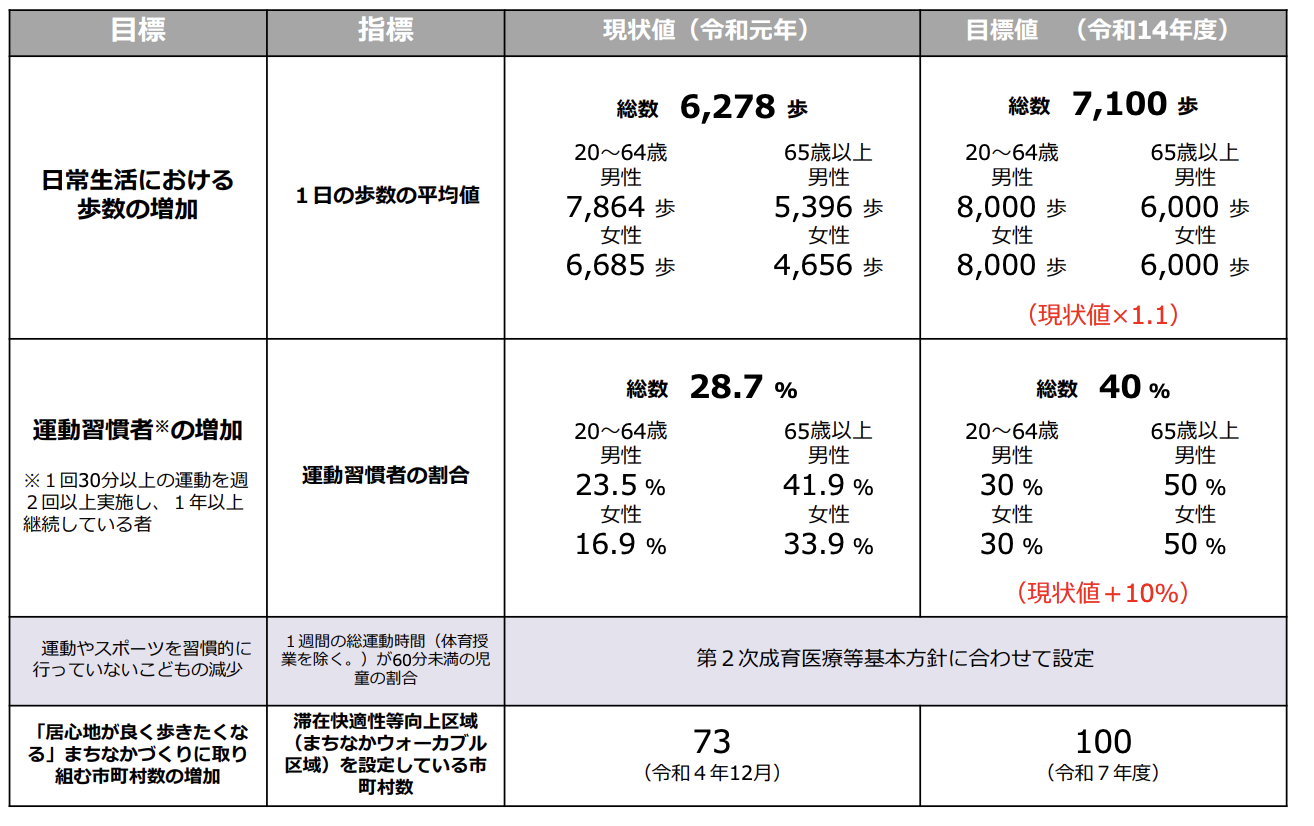 目標
指標
現状値（令和元年）
目標値　（令和14年度）
日常生活における
歩数の増加
１日の歩数の平均値
総数 6,278 歩
20～64歳 65歳以上
男性 男性
7,864 歩 5,396 歩
女性 女性
6,685 歩 4,656 歩
総数 7,100 歩
20～64歳 65歳以上
男性 男性
8,000 歩 6,000 歩
女性 女性
8,000 歩 6,000 歩
（現状値×1.1）
運動習慣者※の増加
※１回30分以上の運動を週
２回以上実施し、１年以上
継続している者
運動習慣者の割合
総数 28.7 %
20～64歳 65歳以上
男性 男性
23.5 % 41.9 %
女性 女性
16.9 % 33.9 %
総数 40 %
20～64歳 65歳以上
男性 男性
30 % 50 %
女性 女性
30 % 50 %
（現状値＋10%）
運動やスポーツを習慣的に
行っていないこどもの減少
１週間の総運動時間（体育授
業を除く。）が60分未満の児
童の割合
第２次成育医療等基本方針に合わせて設定
「居心地が良く歩きたくな
る」まちなかづくりに取り
組む市町村数の増加
滞在快適性等向上区域
（まちなかウォーカブル
区域）を設定している市
町村数
73
（令和４年12月）
100
（令和７年度）